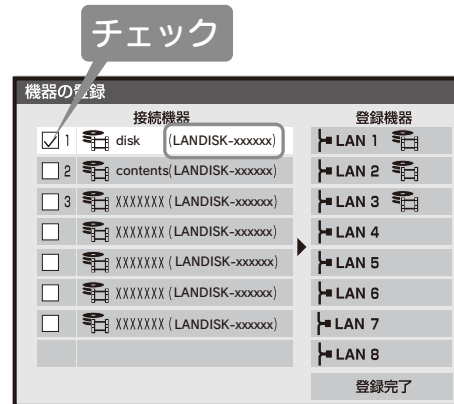 チェック
機器の登録
接続機器
登録機器
1 disk (LANDISK-xxxxxx)
LAN 1
2 contents(LANDISK-xxxxxx)
LAN 2
3 XXXXXXX (LANDISK-xxxxxx)
LAN 3
XXXXXXX (LANDISK-xxxxxx)
LAN 4
XXXXXXX (LANDISK-xxxxxx)
LAN 5
XXXXXXX (LANDISK-xxxxxx)
LAN 6
XXXXXXX (LANDISK-xxxxxx)
LAN 7
LAN 8
登録完了